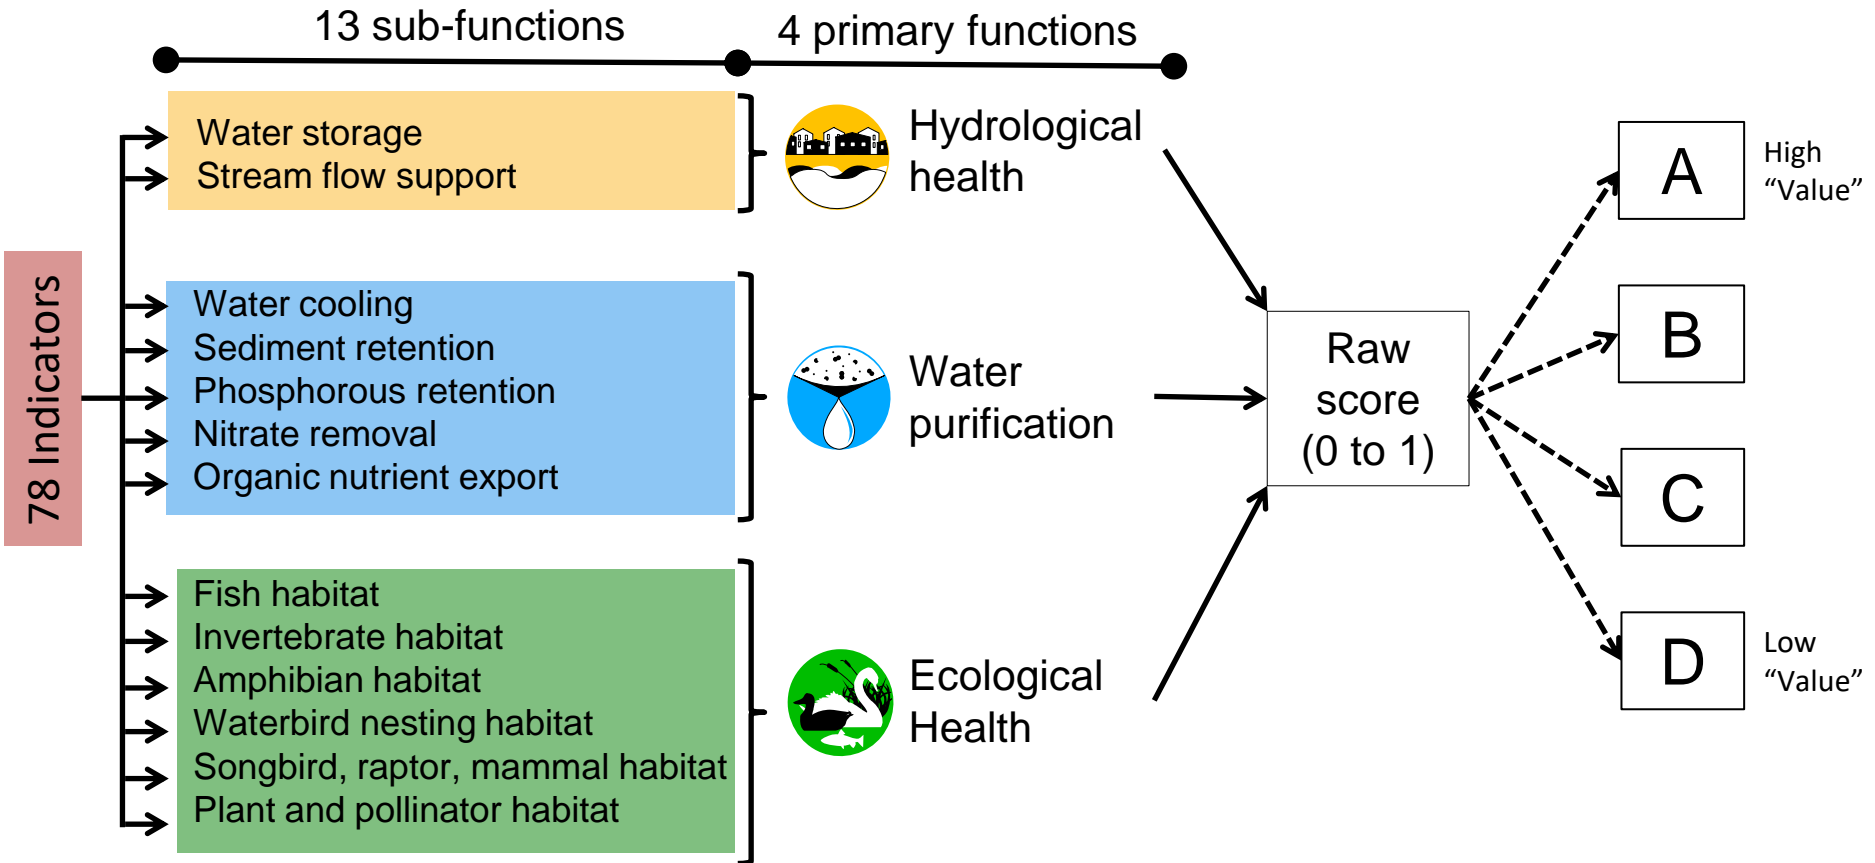 13 sub-functions
4 primary functions
78 Indicators
Water storage
Stream flow support
Hydrological
health
Water cooling
Sediment retention
Phosphorous retention
Nitrate removal
Organic nutrient export
Water
purification
Fish habitat
Invertebrate habitat
Amphibian habitat
Waterbird nesting habitat
Songbird, raptor, mammal habitat
Plant and pollinator habitat
Ecological
Health
Raw
score
(0 to 1)
A
High
“Value”
B
C
D
Low
“Value”